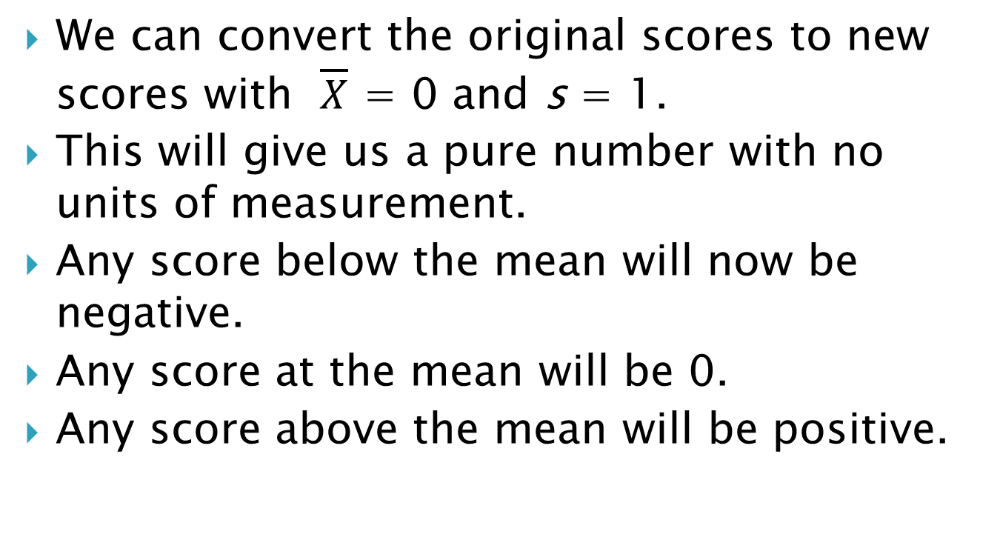 We can convert the original scores to new
scores with X̅ = 0 and s = 1.
This will give us a pure number with no
units of measurement.
Any score below the mean will now be
negative.
Any score at the mean will be 0.
Any score above the mean will be positive.